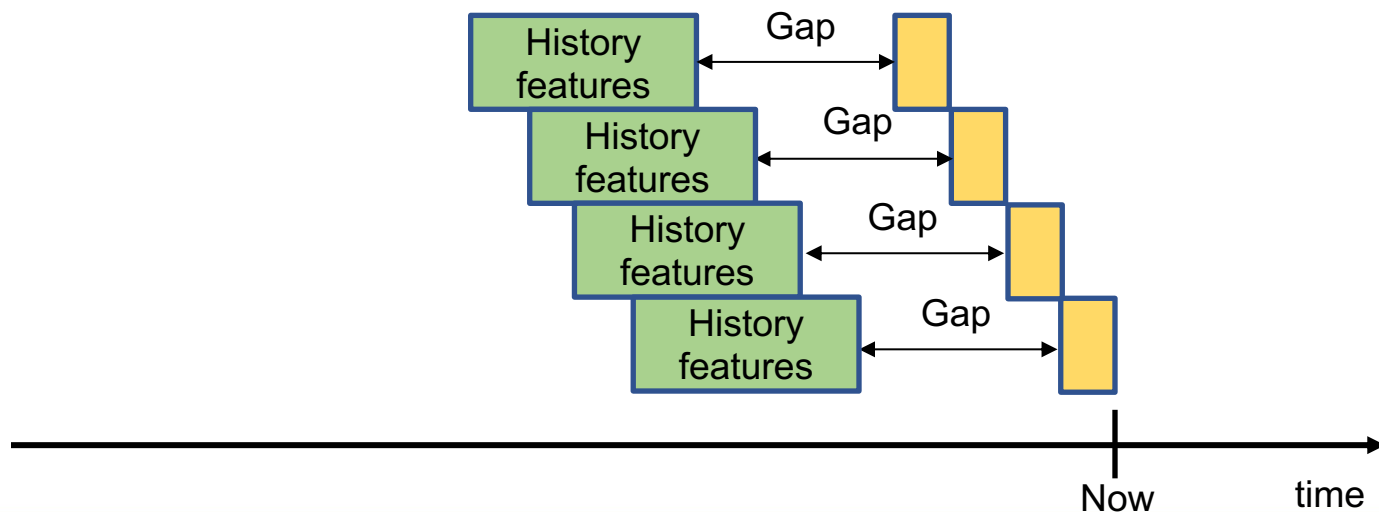 History
features
Gap
History
features
Gap
History
features
Gap
History
features
Gap
Now
time